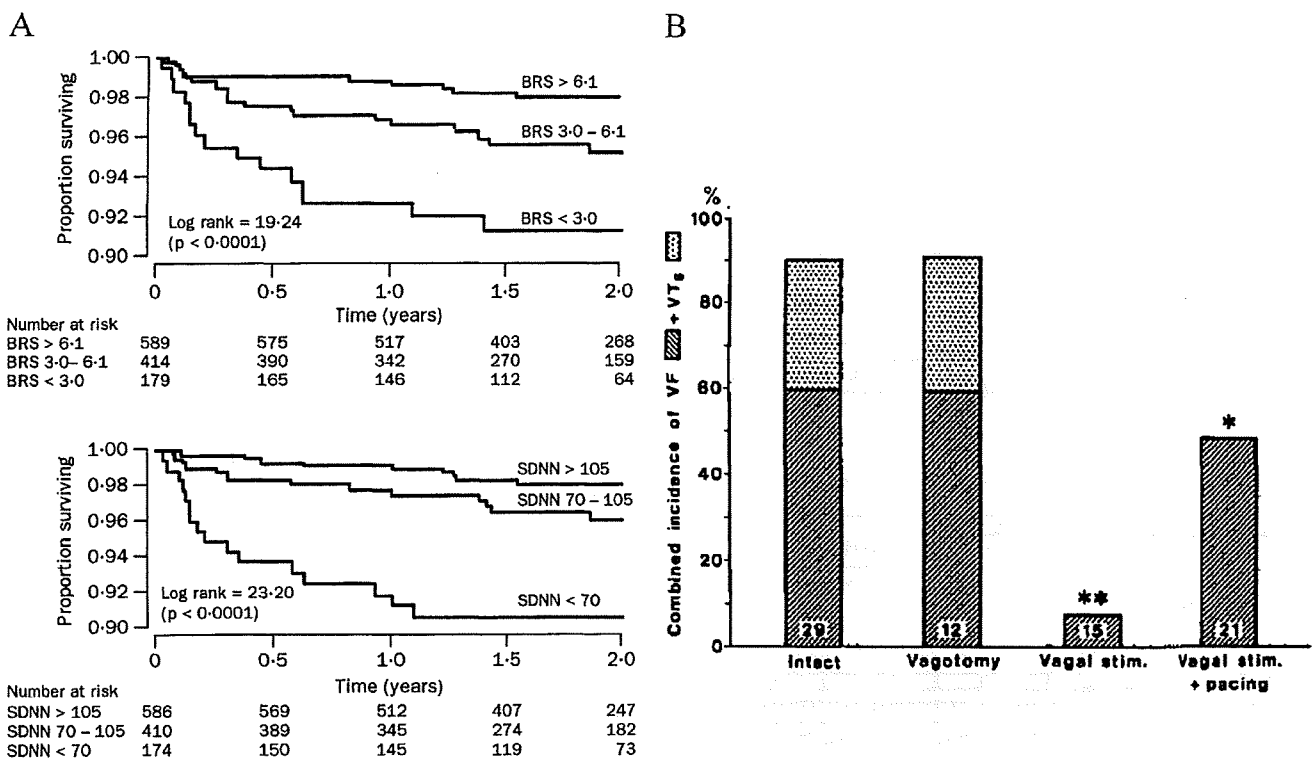 A
B
Proportion surviving
1·00
0·98
0·96
0·94
0·92
0·90
BRS > 6·1
BRS 3·0 – 6·1
BRS < 3·0
Log rank = 19·24
(p < 0·0001)
0 0·5 1·0 1·5 2·0
Time (years)
Number at risk
BRS > 6·1 589 575 517 403 268
BRS 3·0– 6·1 414 390 342 270 159
BRS < 3·0 179 165 146 112 64
Proportion surviving
1·00
0·98
0·96
0·94
0·92
0·90
SDNN > 105
SDNN 70 – 105
SDNN < 70
Log rank = 23·20
(p < 0·0001)
0 0·5 1·0 1·5 2·0
Time (years)
Number at risk
SDNN > 105 586 569 512 407 247
SDNN 70 – 105 410 389 345 274 182
SDNN < 70 174 150 145 119 73
%
Combined incidence of VF + VTs
100
80
60
40
20
0
** *
29 12 15 21
Intact Vagotomy Vagal stim. Vagal stim.
+ pacing